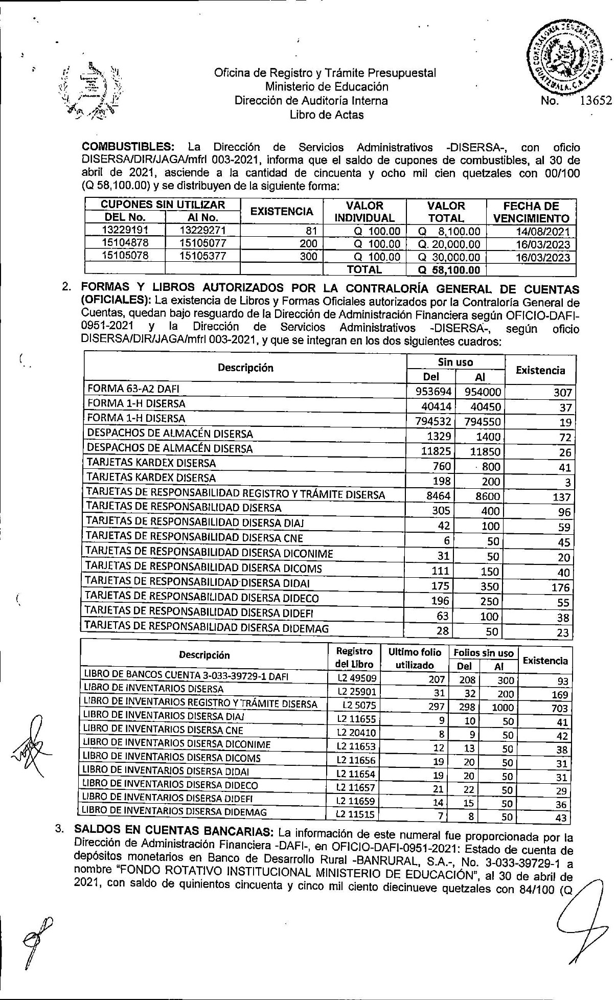 CONTRALORÍA GENERAL DE CUENTAS
GUATEMALA, C.A.
Oficina de Registro y Trámite Presupuestal
Ministerio de Educación
Dirección de Auditoría Interna
Libro de Actas
No. 13652
COMBUSTIBLES: La Dirección de Servicios Administrativos -DISERSA-, con oficio
DISERSA/DIR/JAGA/mfrl 003-2021, informa que el saldo de cupones de combustibles, al 30 de
abril de 2021, asciende a la cantidad de cincuenta y ocho mil cien quetzales con 00/100
(Q 58,100.00) y se distribuyen de la siguiente forma:
CUPONES SIN UTILIZAR EXISTENCIA VALOR INDIVIDUAL VALOR TOTAL FECHA DE VENCIMIENTO
DEL No. Al No.
13229191 13229271 81 Q 100.00 Q 8,100.00 14/08/2021
15104878 15105077 200 Q 100.00 Q. 20,000.00 16/03/2023
15105078 15105377 300 Q 100.00 Q 30,000.00 16/03/2023
TOTAL Q 58,100.00
2. FORMAS Y LIBROS AUTORIZADOS POR LA CONTRALORÍA GENERAL DE CUENTAS
(OFICIALES): La existencia de Libros y Formas Oficiales autorizados por la Contraloría General de
Cuentas, quedan bajo resguardo de la Dirección de Administración Financiera según OFICIO-DAFI-
0951-2021 y la Dirección de Servicios Administrativos -DISERSA-, según oficio
DISERSA/DIR/JAGA/mfrl 003-2021, y que se integran en los dos siguientes cuadros:
Descripción Sin uso Existencia
Del Al
FORMA 63-A2 DAFI 953694 954000 307
FORMA 1-H DISERSA 40414 40450 37
FORMA 1-H DISERSA 794532 794550 19
DESPACHOS DE ALMACÉN DISERSA 1329 1400 72
DESPACHOS DE ALMACÉN DISERSA 11825 11850 26
TARJETAS KARDEX DISERSA 760 800 41
TARJETAS KARDEX DISERSA 198 200 3
TARJETAS DE RESPONSABILIDAD REGISTRO Y TRÁMITE DISERSA 8464 8600 137
TARJETAS DE RESPONSABILIDAD DISERSA 305 400 96
TARJETAS DE RESPONSABILIDAD DISERSA DIAJ 42 100 59
TARJETAS DE RESPONSABILIDAD DISERSA CNE 6 50 45
TARJETAS DE RESPONSABILIDAD DISERSA DICONIME 31 50 20
TARJETAS DE RESPONSABILIDAD DISERSA DICOMS 111 150 40
TARJETAS DE RESPONSABILIDAD DISERSA DIDAI 175 350 176
TARJETAS DE RESPONSABILIDAD DISERSA DIDECO 196 250 55
TARJETAS DE RESPONSABILIDAD DISERSA DIDEFI 63 100 38
TARJETAS DE RESPONSABILIDAD DISERSA DIDEMAG 28 50 23
Descripción Registro del Libro Ultimo folio utilizado Folios sin uso Existencia
Del Al
LIBRO DE BANCOS CUENTA 3-033-39729-1 DAFI L2 49509 207 208 300 93
LIBRO DE INVENTARIOS DISERSA L2 25901 31 32 200 169
LIBRO DE INVENTARIOS REGISTRO Y TRÁMITE DISERSA L2 5075 297 298 1000 703
LIBRO DE INVENTARIOS DISERSA DIAJ L2 11655 9 10 50 41
LIBRO DE INVENTARIOS DISERSA CNE L2 20410 8 9 50 42
LIBRO DE INVENTARIOS DISERSA DICONIME L2 11653 12 13 50 38
LIBRO DE INVENTARIOS DISERSA DICOMS L2 11656 19 20 50 31
LIBRO DE INVENTARIOS DISERSA DIDAI L2 11654 19 20 50 31
LIBRO DE INVENTARIOS DISERSA DIDECO L2 11657 21 22 50 29
LIBRO DE INVENTARIOS DISERSA DIDEFI L2 11659 14 15 50 36
LIBRO DE INVENTARIOS DISERSA DIDEMAG L2 11515 7 8 50 43
3. SALDOS EN CUENTAS BANCARIAS: La información de este numeral fue proporcionada por la
Dirección de Administración Financiera -DAFI-, en OFICIO-DAFI-0951-2021: Estado de cuenta de
depósitos monetarios en Banco de Desarrollo Rural -BANRURAL, S.A.-, No. 3-033-39729-1 a
nombre “FONDO ROTATIVO INSTITUCIONAL MINISTERIO DE EDUCACIÓN”, al 30 de abril de
2021, con saldo de quinientos cincuenta y cinco mil ciento diecinueve quetzales con 84/100 (Q